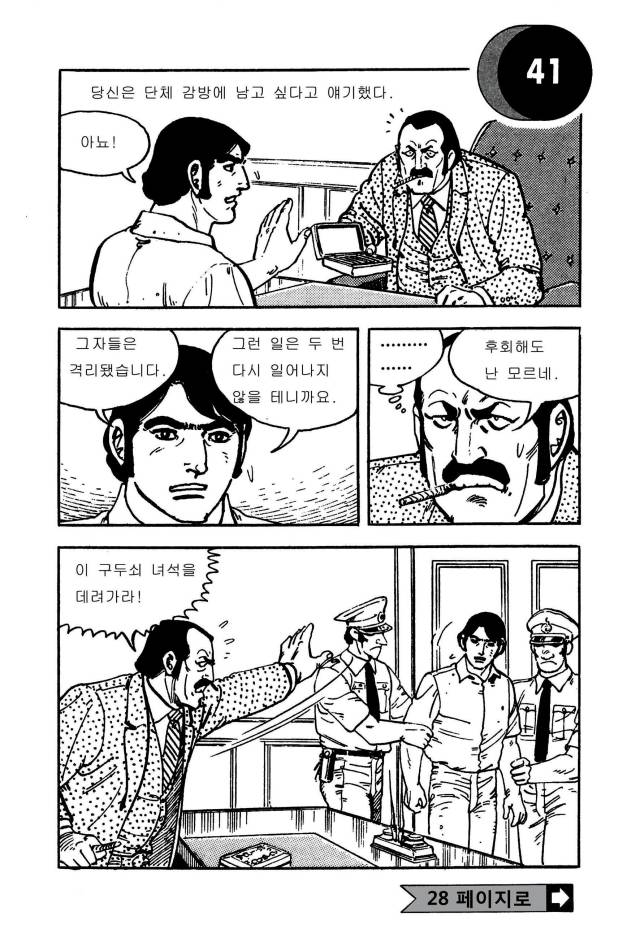 41
당신은 단체 감방에 남고 싶다고 얘기했다.
아뇨!
그자들은
격리됐습니다.
그런 일은 두 번
다시 일어나지
않을 테니까요.
.........
......
후회해도
난 모르네.
이 구두쇠 녀석을
데려가라!
28 페이지로